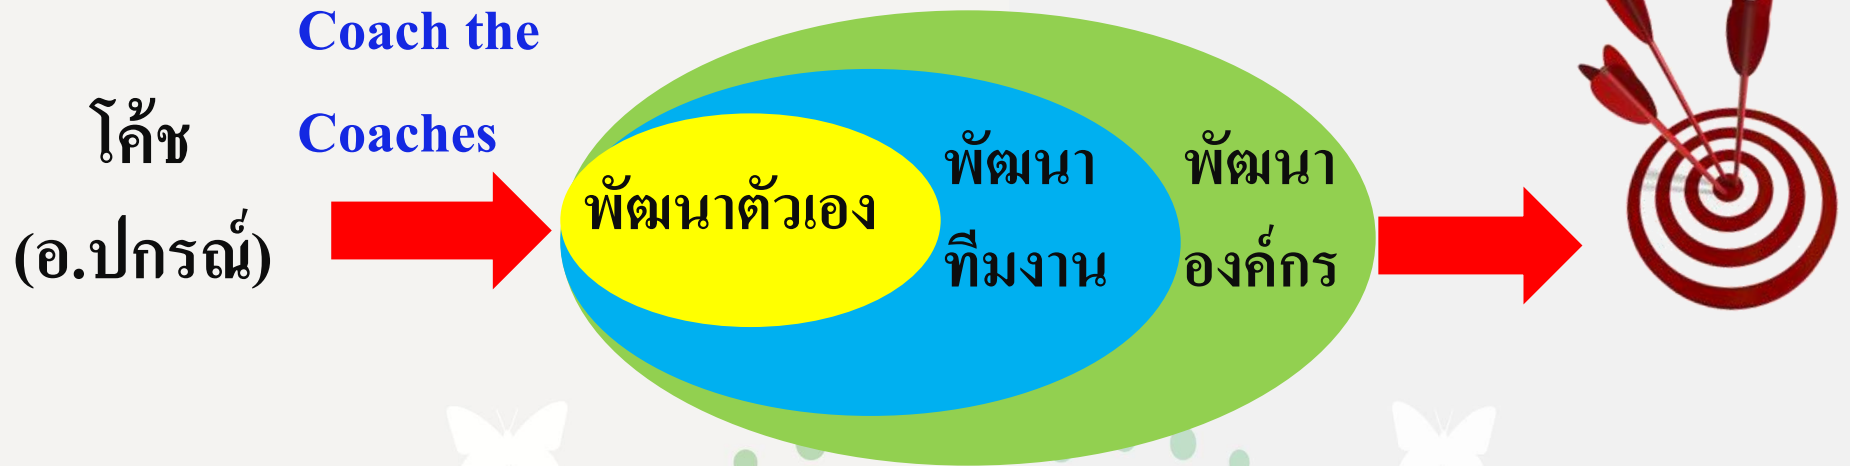 โค้ช
(อ.ปกรณ์)
Coach the
Coaches
พัฒนาตัวเอง
พัฒนา
ทีมงาน
พัฒนา
องค์กร